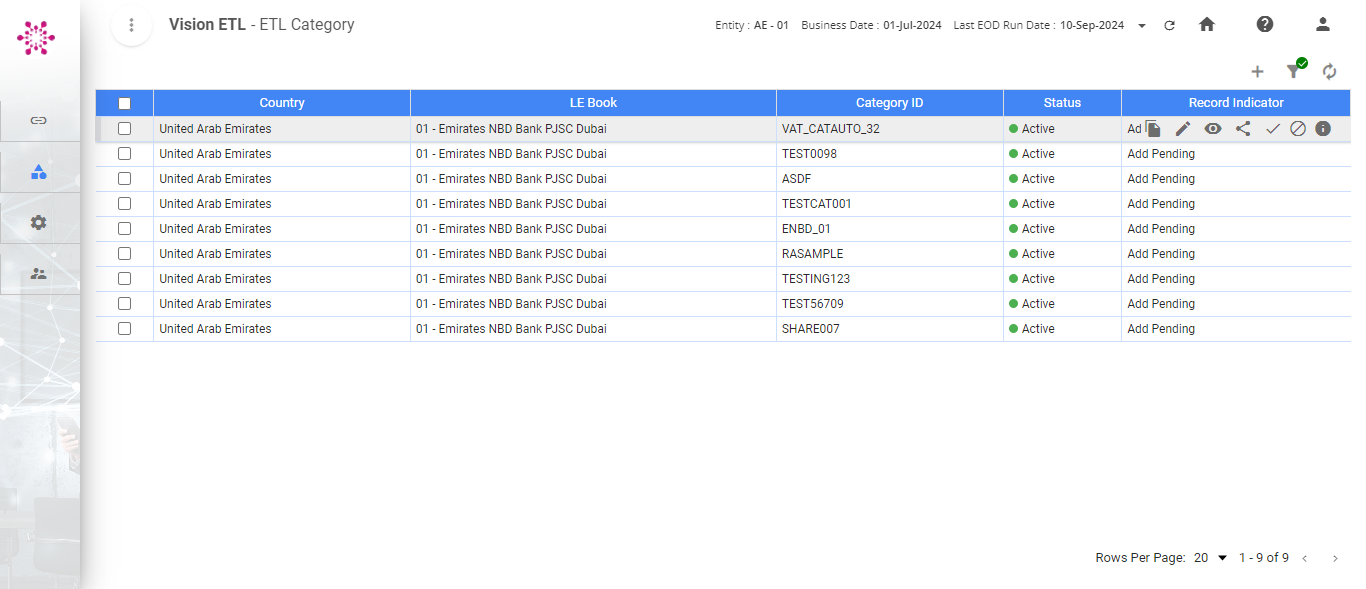 Vision ETL - ETL Category
Entity : AE - 01 Business Date : 01-Jul-2024 Last EOD Run Date : 10-Sep-2024
Country LE Book Category ID Status Record Indicator
United Arab Emirates 01 - Emirates NBD Bank PJSC Dubai VAT_CATAUTO_32 Active Ad
United Arab Emirates 01 - Emirates NBD Bank PJSC Dubai TEST0098 Active Add Pending
United Arab Emirates 01 - Emirates NBD Bank PJSC Dubai ASDF Active Add Pending
United Arab Emirates 01 - Emirates NBD Bank PJSC Dubai TESTCAT001 Active Add Pending
United Arab Emirates 01 - Emirates NBD Bank PJSC Dubai ENBD_01 Active Add Pending
United Arab Emirates 01 - Emirates NBD Bank PJSC Dubai RASAMPLE Active Add Pending
United Arab Emirates 01 - Emirates NBD Bank PJSC Dubai TESTING123 Active Add Pending
United Arab Emirates 01 - Emirates NBD Bank PJSC Dubai TEST56709 Active Add Pending
United Arab Emirates 01 - Emirates NBD Bank PJSC Dubai SHARE007 Active Add Pending
Rows Per Page: 20 1 - 9 of 9